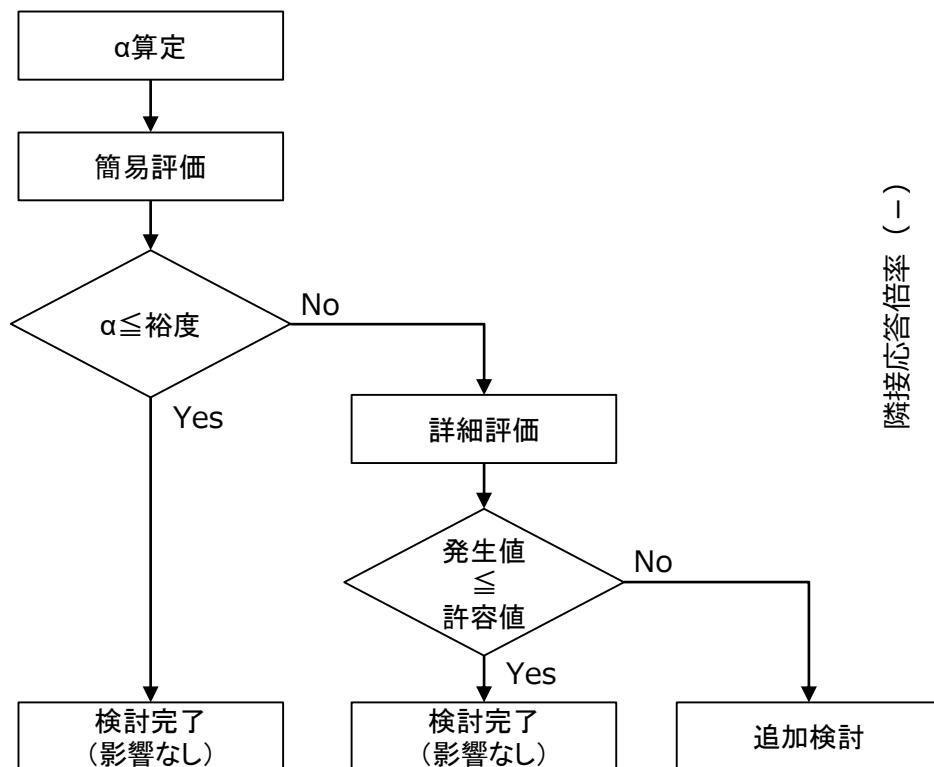 α算定
簡易評価
α≦裕度
No
Yes
詳細評価
発生値
≦
許容値
No
Yes
検討完了
(影響なし)
検討完了
(影響なし)
追加検討
隣接応答倍率 (－)